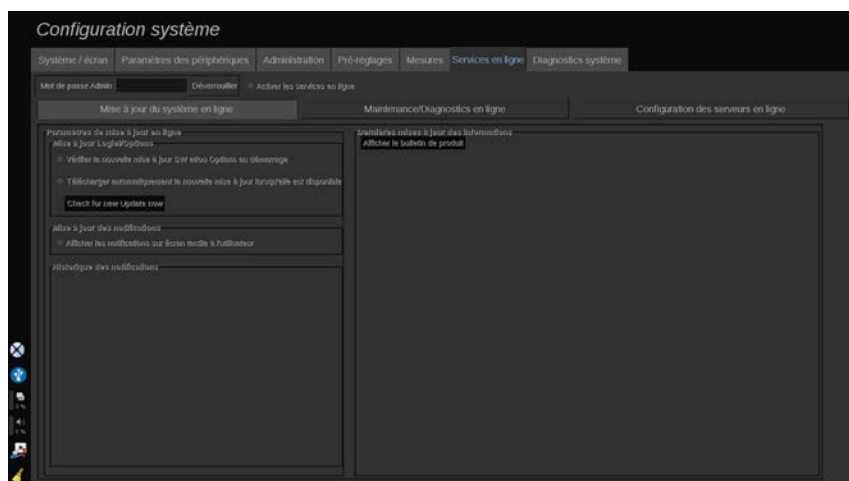 Configuration système
Système / écran Paramètres des périphériques Administration Pré-réglages Mesures Services en ligne Diagnostics système
Mot de passe Admin Déverrouiller Activer les services en ligne
Mise à jour du système en ligne Maintenance/Diagnostics en ligne Configuration des serveurs en ligne
Paramètres de mise à jour en ligne
Mise à jour Logiel/Options
Vérifier la nouvelle mise à jour SW et/ou Options au démarrage
Télécharger automatiquement la nouvelle mise à jour lorsqu'elle est disponible
Check for new Update now
Mise à jour des notifications
Afficher les notifications sur écran tactile à l'utilisateur
Historique des notifications
Dernières mises à jour des informations
Afficher le bulletin de produit